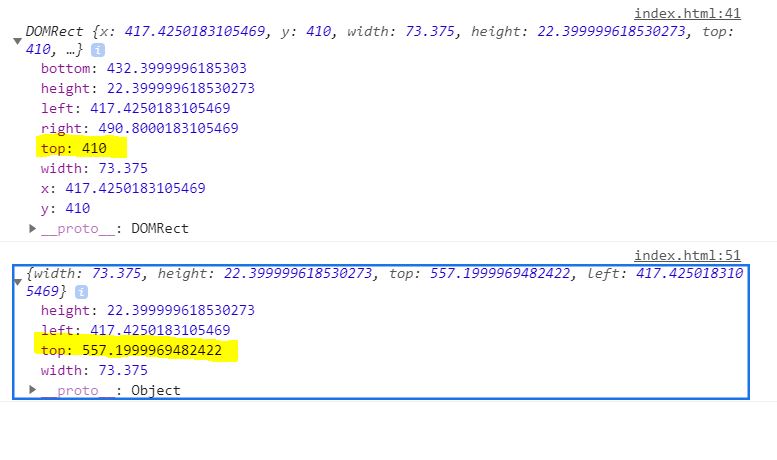 index.html:41
DOMRect {x: 417.4250183105469, y: 410, width: 73.375, height: 22.399999618530273, top:
410, …} i
bottom: 432.3999996185303
height: 22.399999618530273
left: 417.4250183105469
right: 490.8000183105469
top: 410
width: 73.375
x: 417.4250183105469
y: 410
__proto__: DOMRect
index.html:51
{width: 73.375, height: 22.399999618530273, top: 557.1999969482422, left: 417.425018310
5469} i
height: 22.399999618530273
left: 417.4250183105469
top: 557.1999969482422
width: 73.375
__proto__: Object